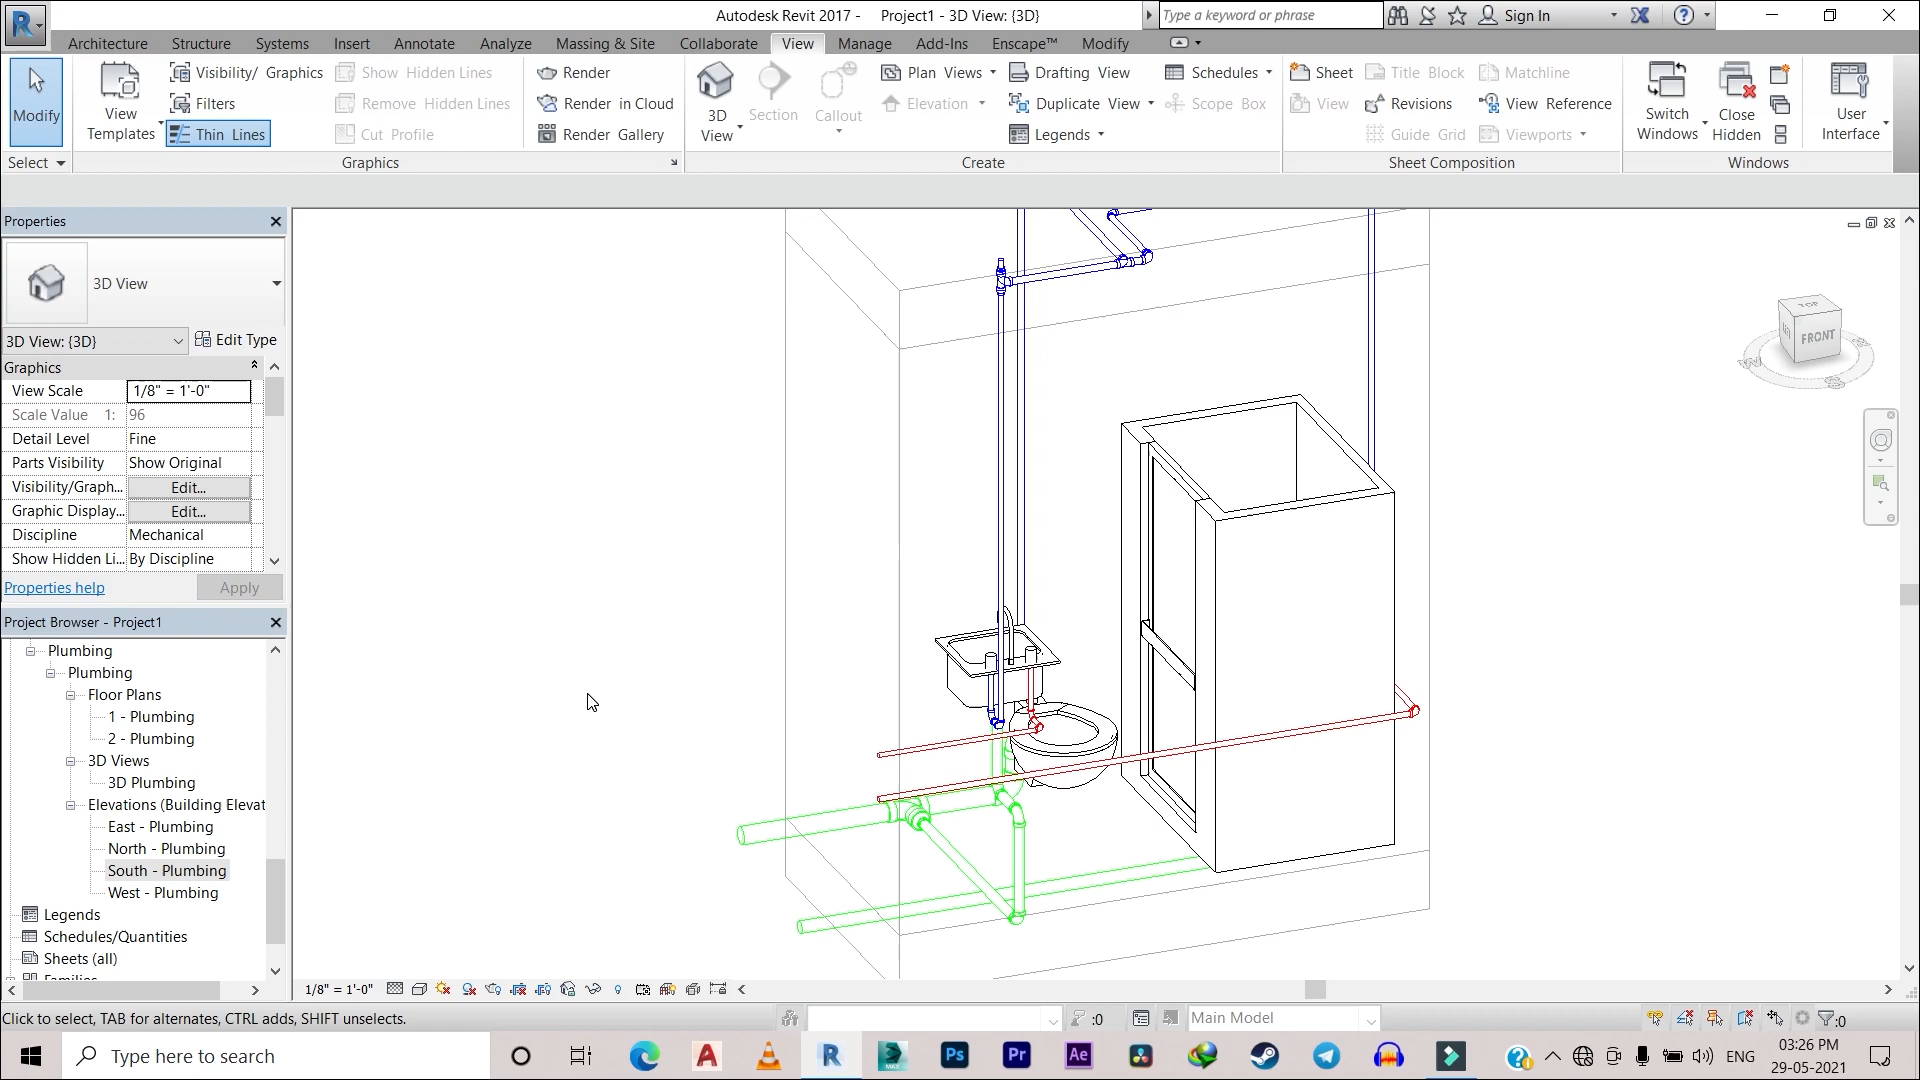 Autodesk Revit 2017 -     Project1 - 3D View: {3D}
Type a keyword or phrase
Sign In
Architecture Structure Systems Insert Annotate Analyze Massing & Site Collaborate View Manage Add-Ins Enscape™ Modify
Modify
View Templates
Visibility/ Graphics
Filters
Thin Lines
Show Hidden Lines
Remove Hidden Lines
Cut Profile
Render
Render in Cloud
Render Gallery
3D View
Section
Callout
Plan Views
Elevation
Drafting View
Duplicate View
Legends
Schedules
Scope Box
Sheet
View
Title Block
Revisions
Guide Grid
Matchline
View Reference
Viewports
Switch Windows
Close Hidden
User Interface
Select
Graphics
Create
Sheet Composition
Windows
Properties
3D View
3D View: {3D}
Edit Type
Graphics
View Scale 1/8" = 1'-0"
Scale Value 1: 96
Detail Level Fine
Parts Visibility Show Original
Visibility/Graph... Edit...
Graphic Display... Edit...
Discipline Mechanical
Show Hidden Li... By Discipline
Properties help
Apply
TOP
FRONT
Project Browser - Project1
Plumbing
Plumbing
Floor Plans
1 - Plumbing
2 - Plumbing
3D Views
3D Plumbing
Elevations (Building Elevat
East - Plumbing
North - Plumbing
South - Plumbing
West - Plumbing
Legends
Schedules/Quantities
Sheets (all)
1/8" = 1'-0"
Click to select, TAB for alternates, CTRL adds, SHIFT unselects.
:0
Main Model
:0
Type here to search
Ps
Pr
Ae
ENG
03:26 PM
29-05-2021